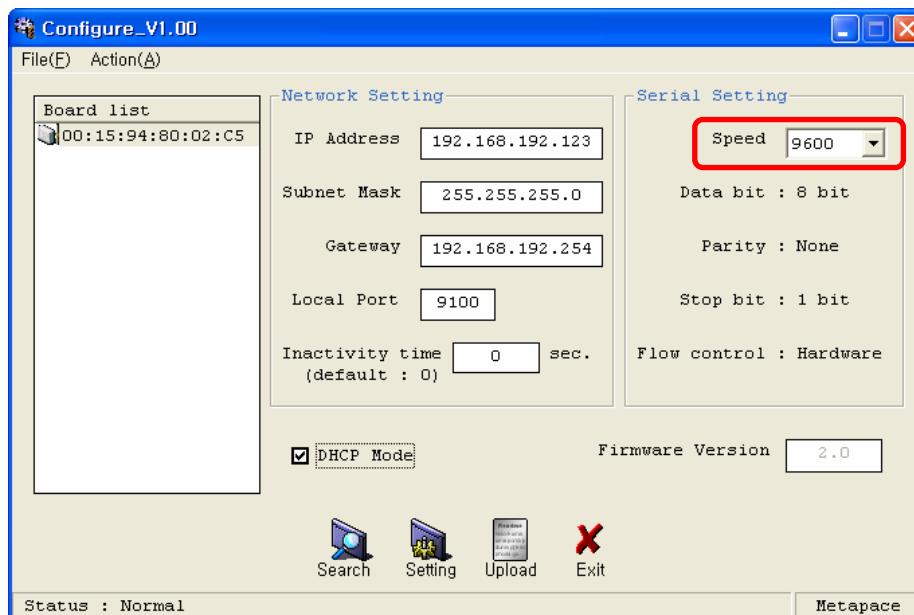 Configure_V1.00
File(F) Action(A)
Board list
00:15:94:80:02:C5
Network Setting
IP Address 192.168.192.123
Subnet Mask 255.255.255.0
Gateway 192.168.192.254
Local Port 9100
Inactivity time 0 sec.
(default : 0)
Serial Setting
Speed 9600
Data bit : 8 bit
Parity : None
Stop bit : 1 bit
Flow control : Hardware
DHCP Mode
Firmware Version 2.0
Search Setting Upload Exit
Status : Normal Metapace